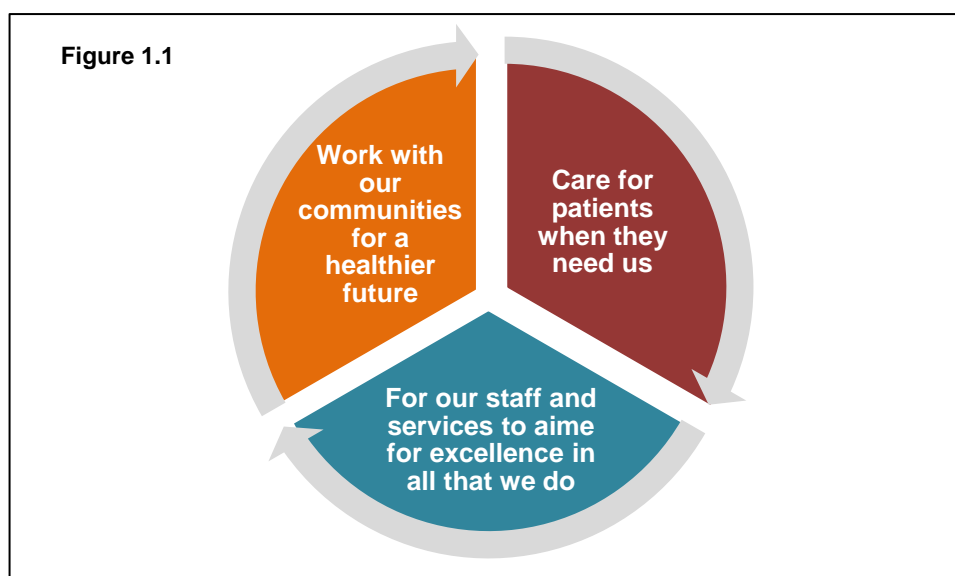 Figure 1.1
Work with
our
communities
for a
healthier
future
Care for
patients
when they
need us
For our staff and
services to aime
for excellence in
all that we do